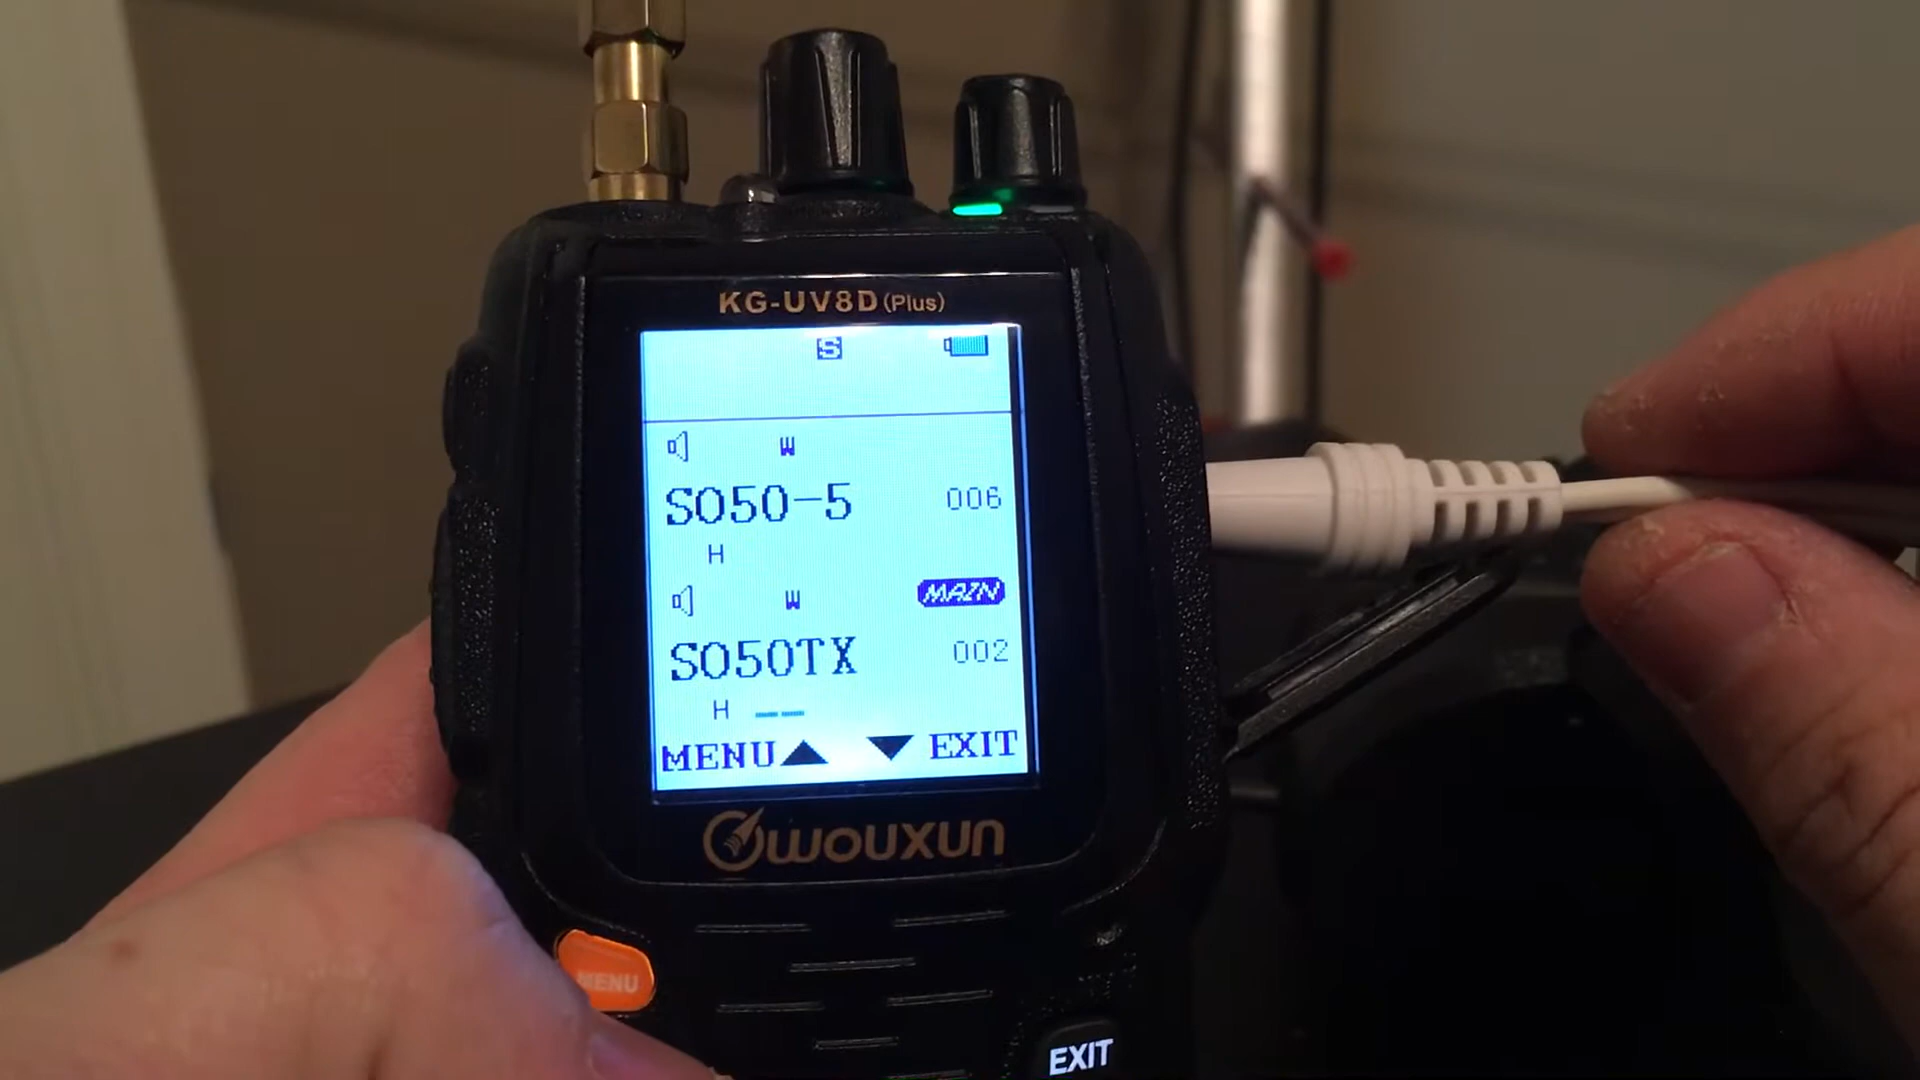 KG-UV8D(Plus)
S
W
SO50-5 006
H
W MAIN
SO50TX 002
H
MENU EXIT
WOUXUN
MENU
EXIT